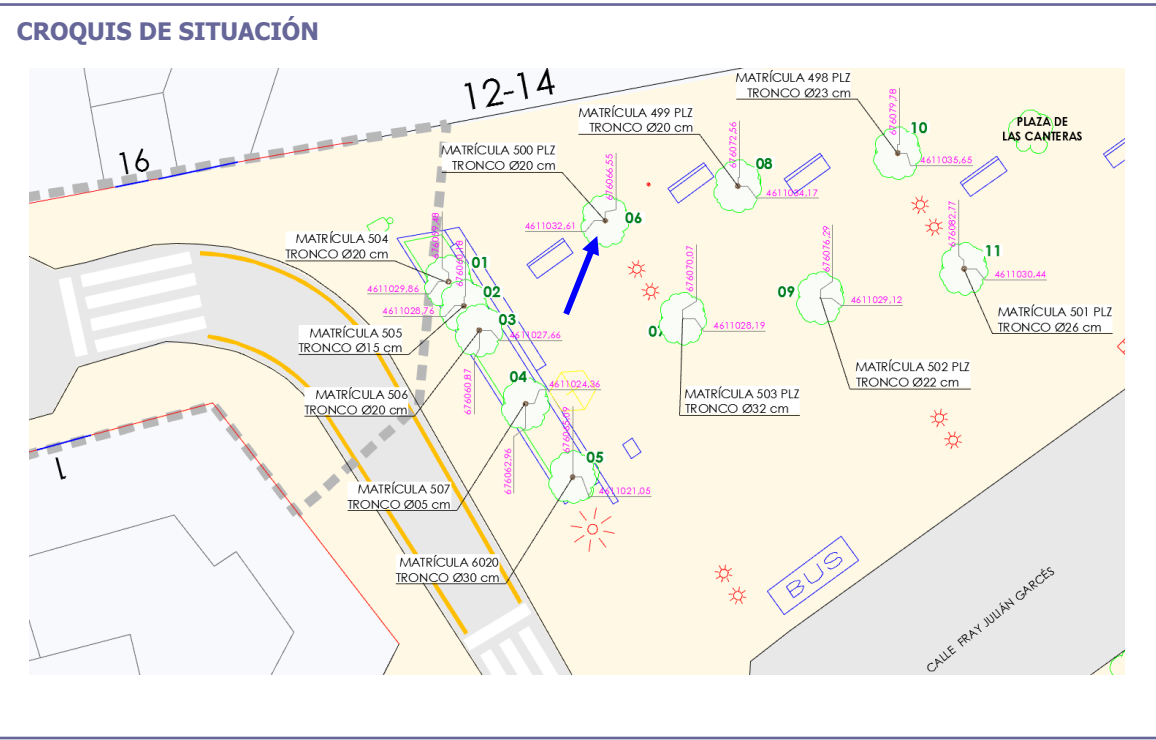 CROQUIS DE SITUACIÓN
12-14
16
MATRÍCULA 498 PLZ
TRONCO Ø23 cm
676079,78
10
4611035,65
PLAZA DE
LAS CANTERAS
MATRÍCULA 499 PLZ
TRONCO Ø20 cm
676072,56
08
4611034,17
MATRÍCULA 500 PLZ
TRONCO Ø20 cm
676066,55
06
4611032,61
MATRÍCULA 504
TRONCO Ø20 cm
01
4611029,86
02
4611028,76
MATRÍCULA 505
TRONCO Ø15 cm
03
4611027,66
676060,87
MATRÍCULA 506
TRONCO Ø20 cm
04
4611024,36
676062,96
MATRÍCULA 507
TRONCO Ø05 cm
05
4611021,05
MATRÍCULA 6020
TRONCO Ø30 cm
676070,07
4611028,19
MATRÍCULA 503 PLZ
TRONCO Ø32 cm
676076,29
09
4611029,12
MATRÍCULA 502 PLZ
TRONCO Ø22 cm
676082,77
11
4611030,44
MATRÍCULA 501 PLZ
TRONCO Ø26 cm
1
BUS
CALLE FRAY JULIÁN GARCÉS